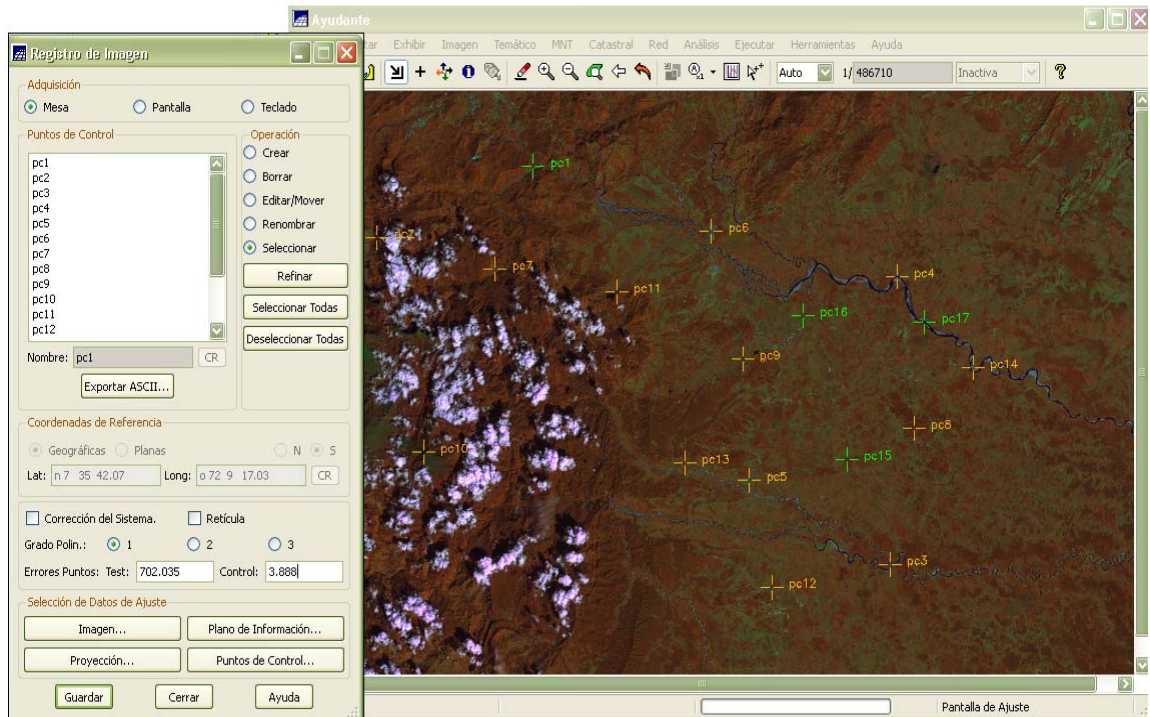 Registro de Imagen
Adquisición
Mesa Pantalla Teclado
Puntos de Control
pc1
pc2
pc3
pc4
pc5
pc6
pc7
pc8
pc9
pc10
pc11
pc12
Nombre: pc1 CR
Exportar ASCII...
Operación
Crear
Borrar
Editar/Mover
Renombrar
Seleccionar
Refinar
Seleccionar Todas
Deseleccionar Todas
Coordenadas de Referencia
Geográficas Planas N S
Lat: n 7 35 42.07 Long: o 72 9 17.03 CR
Corrección del Sistema. Retícula
Grado Polin.: 1 2 3
Errores Puntos: Test: 702.035 Control: 3.888
Selección de Datos de Ajuste
Imagen... Plano de Información...
Proyección... Puntos de Control...
Guardar Cerrar Ayuda
Ayudante
tar Exhibir Imagen Temático MNT Catastral Red Análisis Ejecutar Herramientas Ayuda
Auto 1/ 486710 Inactiva
pc1
pc6
pc2
pc7
pc4
pc11
pc16
pc17
pc9
pc14
pc8
pc10
pc13
pc15
pc5
pc3
pc12
Pantalla de Ajuste